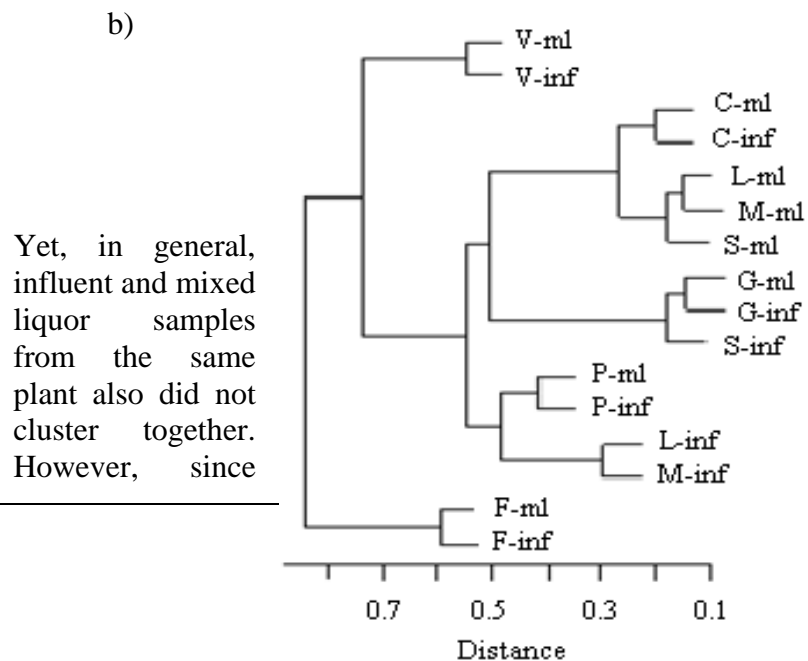 b)
Yet, in general,
influent and mixed
liquor samples
from the same
plant also did not
cluster together.
However, since
V-ml
V-inf
C-ml
C-inf
L-ml
M-ml
S-ml
G-ml
G-inf
S-inf
P-ml
P-inf
L-inf
M-inf
F-ml
F-inf
0.7 0.5 0.3 0.1
Distance